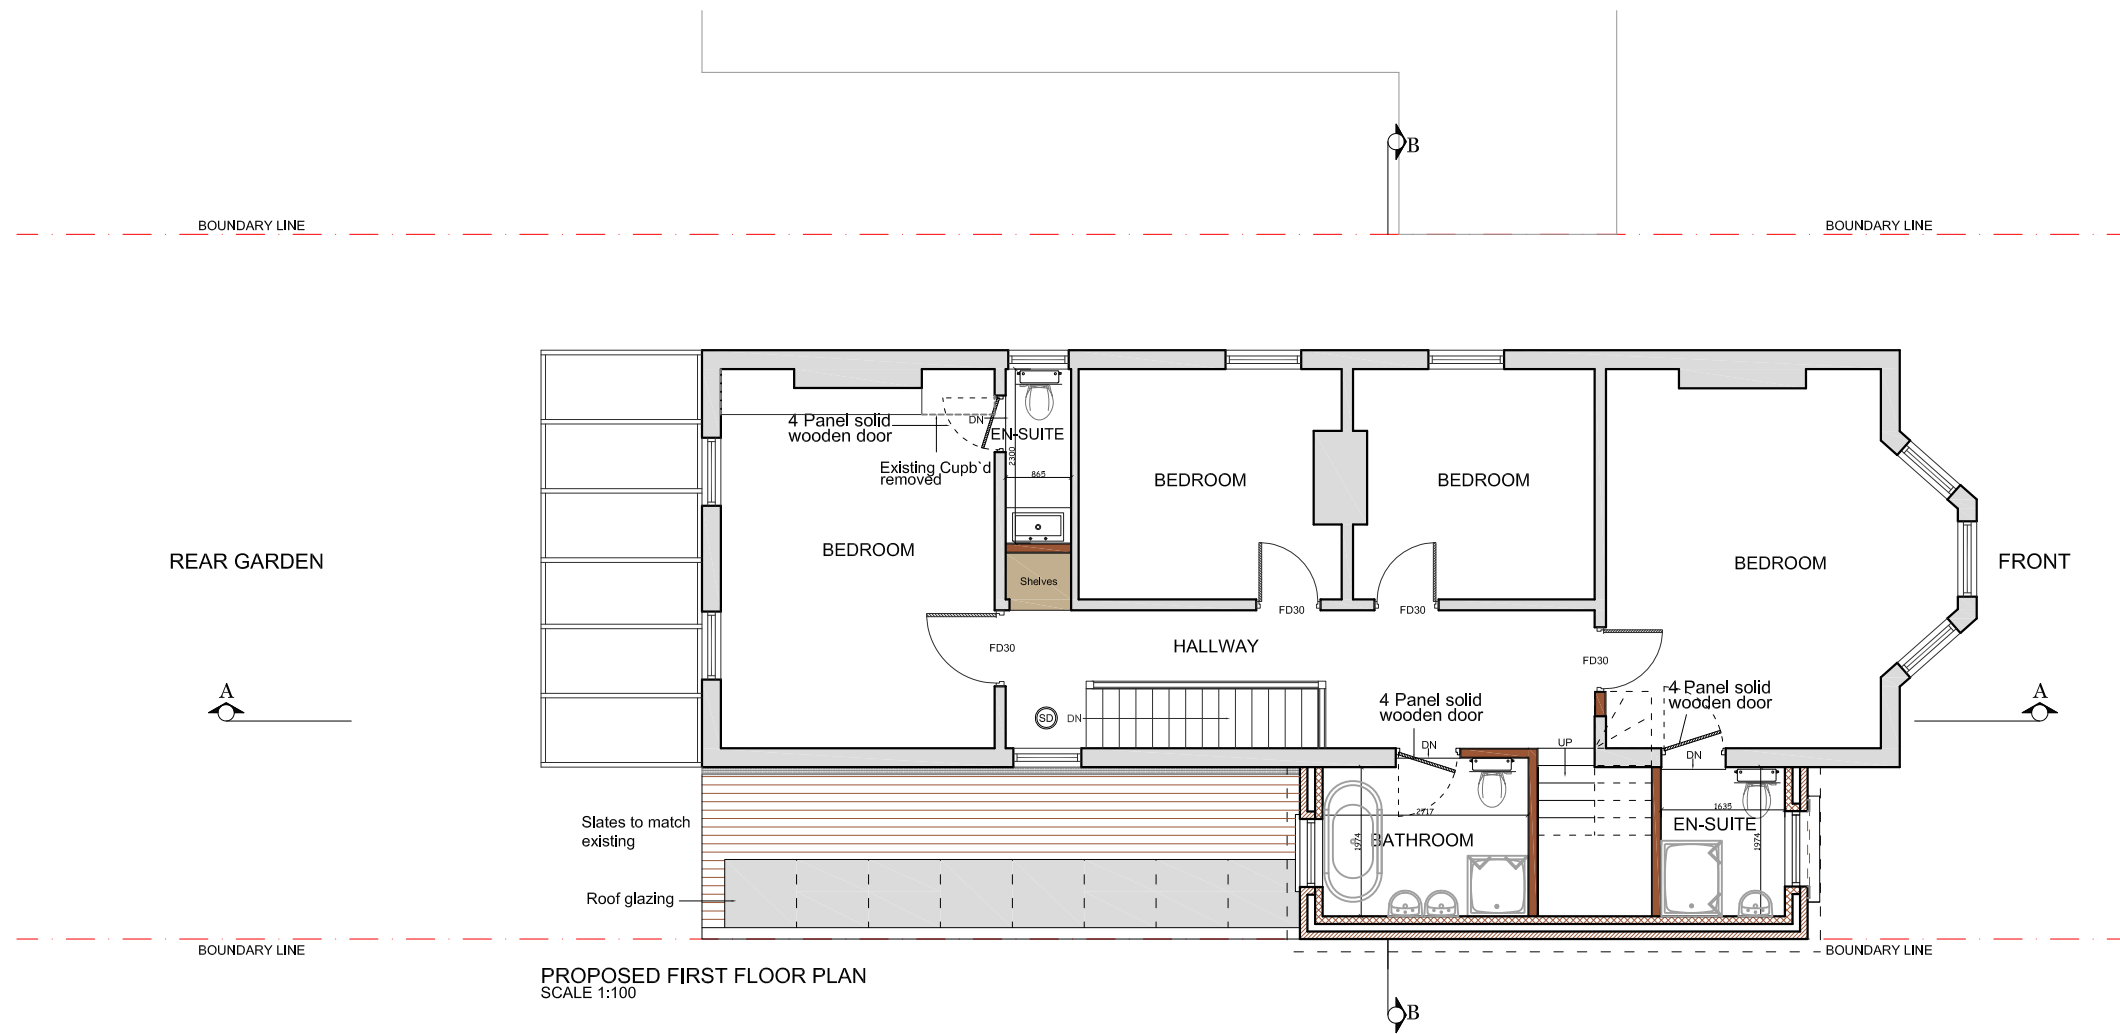 B
BOUNDARY LINE
BOUNDARY LINE
4 Panel solid
wooden door
DN
EN-SUITE
2300
865
Existing Cupb`d
removed
BEDROOM
BEDROOM
BEDROOM
BEDROOM
REAR GARDEN
FRONT
Shelves
FD30
FD30
FD30
FD30
HALLWAY
A
A
SD
DN
4 Panel solid
wooden door
4 Panel solid
wooden door
DN
UP
DN
2717
1974
BATHROOM
1635
EN-SUITE
1974
Slates to match
existing
Roof glazing
BOUNDARY LINE
BOUNDARY LINE
PROPOSED FIRST FLOOR PLAN
SCALE 1:100
B